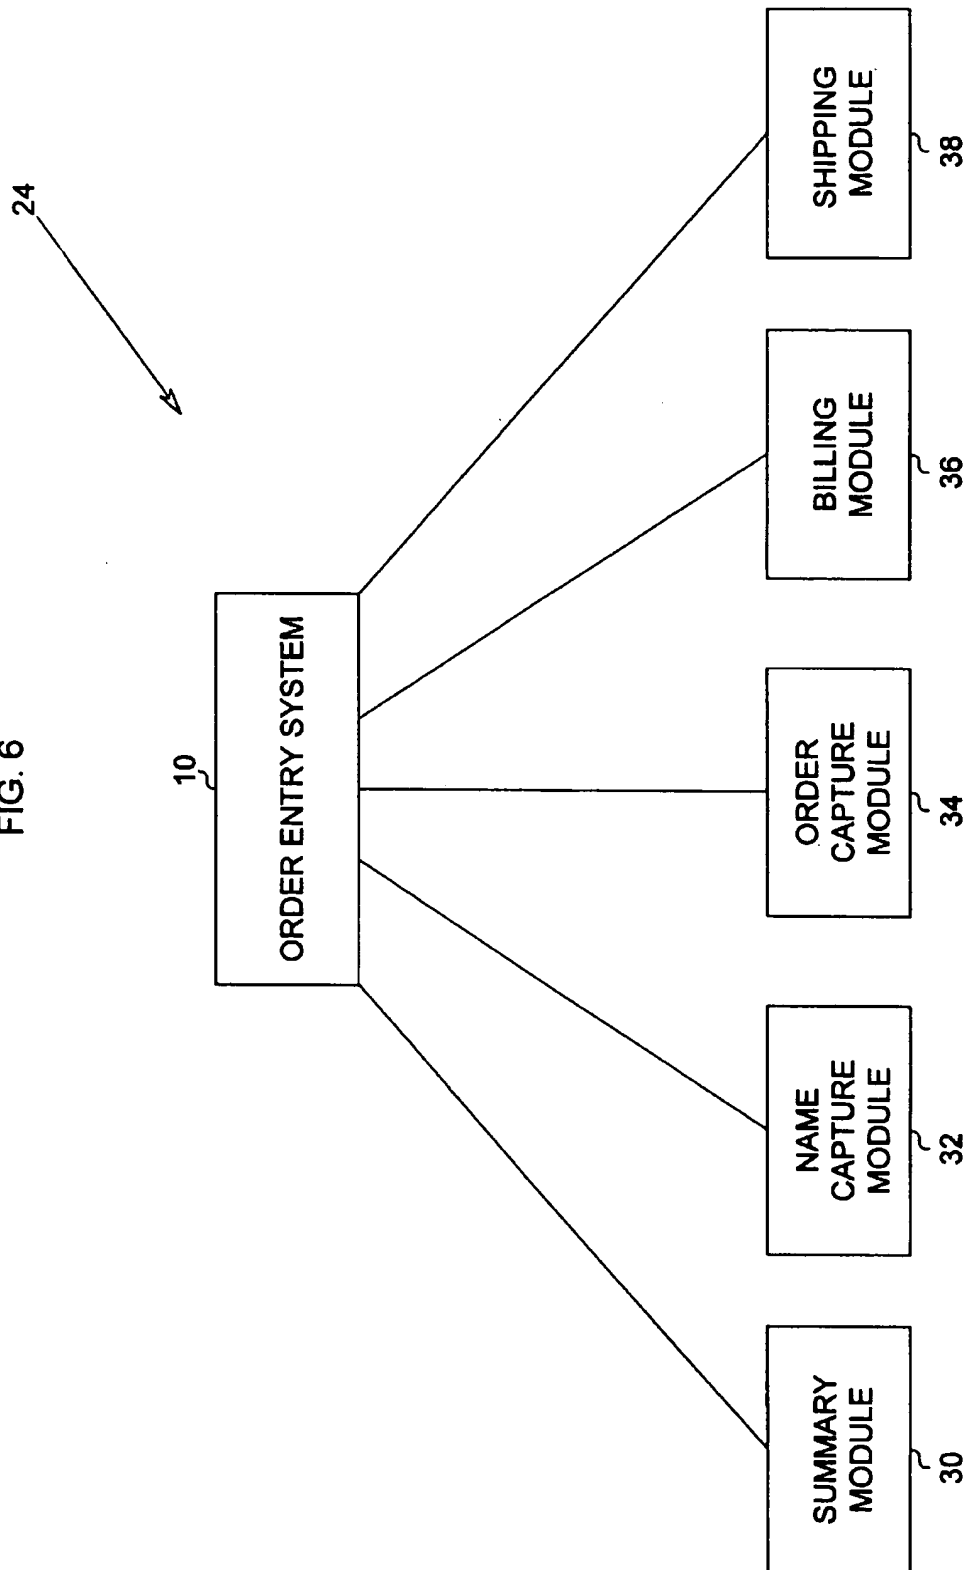 FIG. 6
24
10
ORDER ENTRY SYSTEM
SUMMARY
MODULE
30
NAME
CAPTURE
MODULE
32
ORDER
CAPTURE
MODULE
34
BILLING
MODULE
36
SHIPPING
MODULE
38